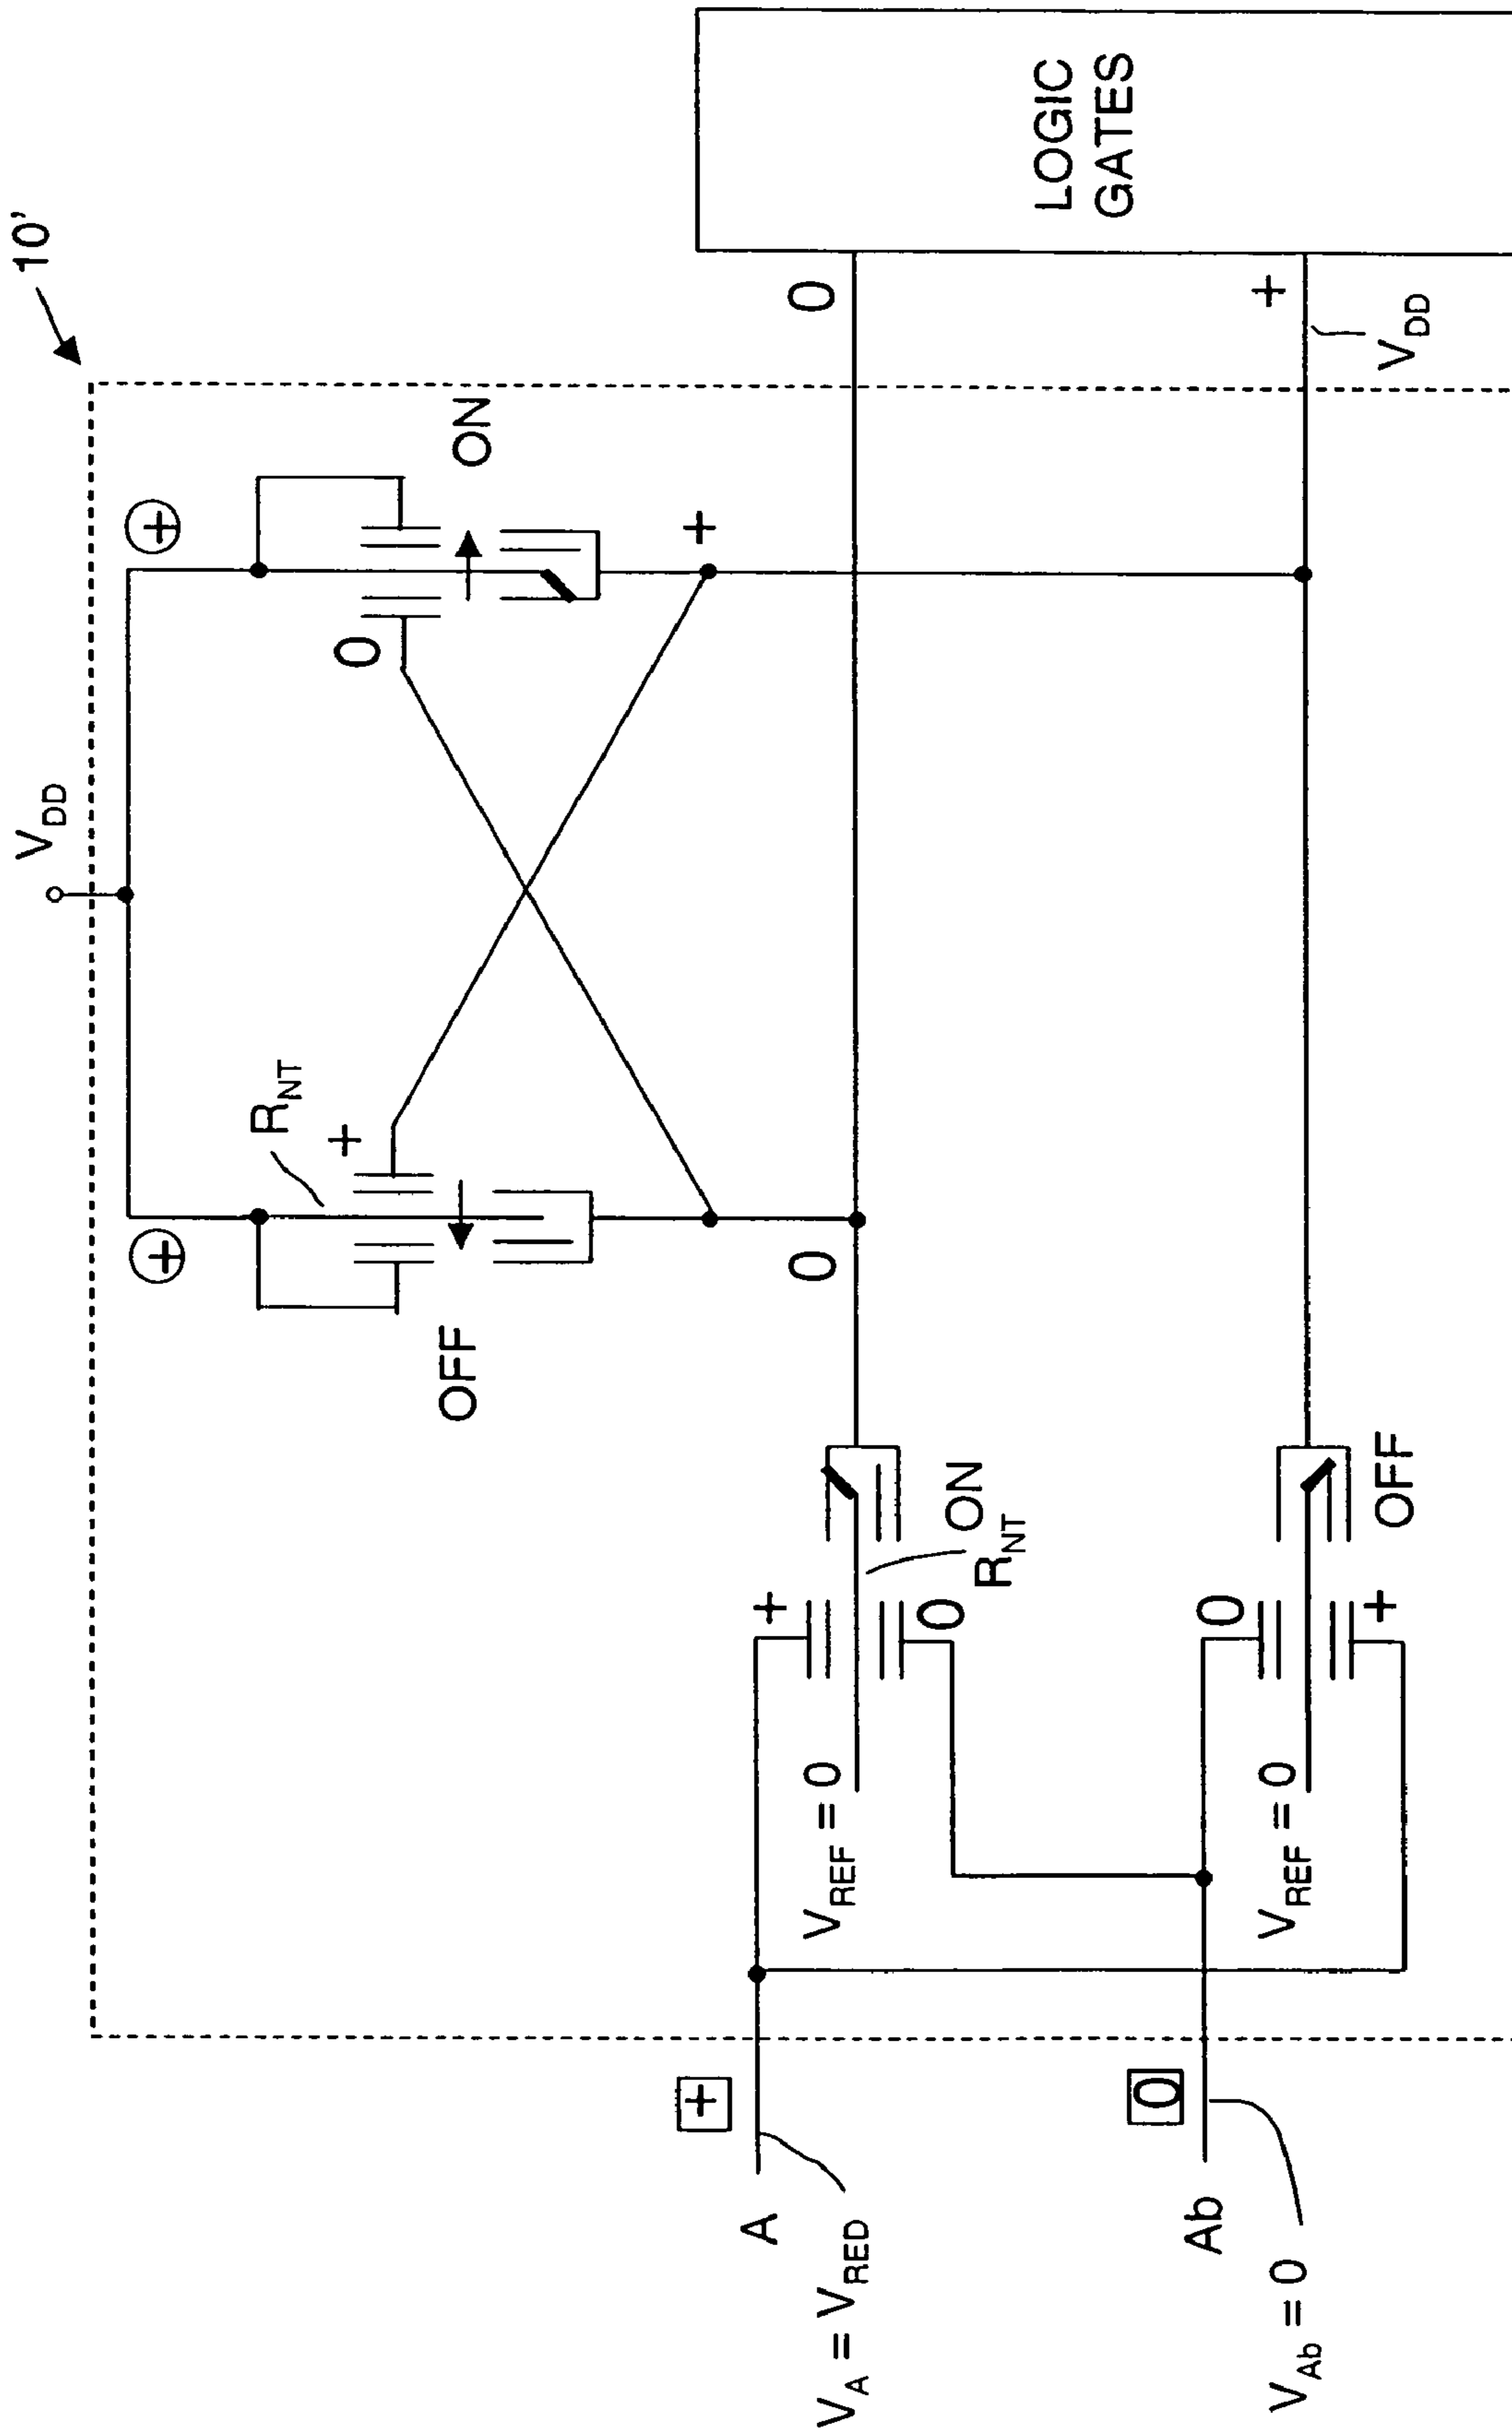 10'
V_DD
⊕
⊕
R_NT
+
0
ON
OFF
+
0
0
LOGIC
GATES
+
V_DD
A
+
V_A = V_RED
+
V_REF = 0
0
ON
R_NT
Ab
0
V_Ab = 0
0
V_REF = 0
+
OFF